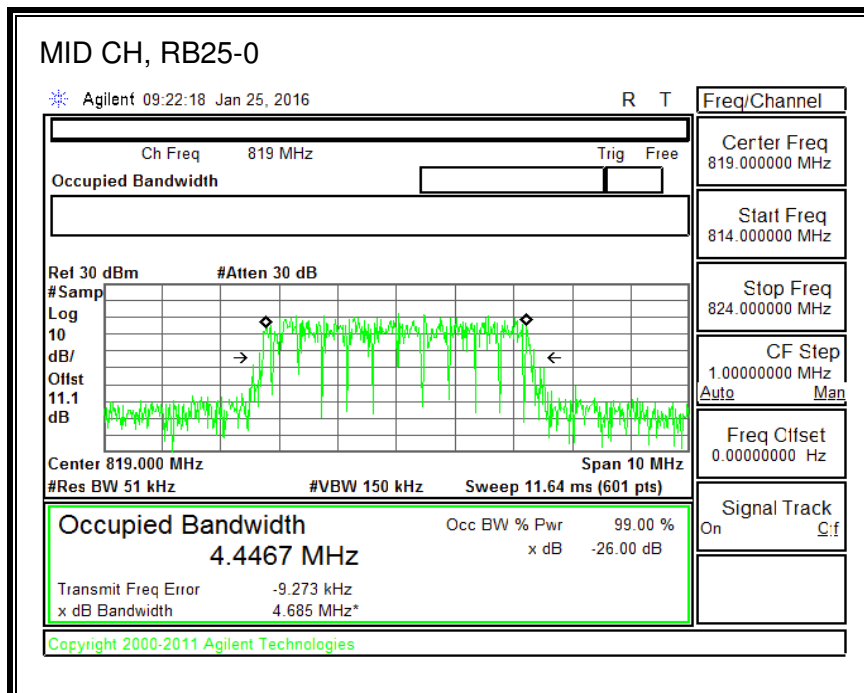 MID CH, RB25-0
Agilent 09:22:18 Jan 25, 2016 R T
Freq/Channel
Ch Freq 819 MHz Trig Free
Occupied Bandwidth
Center Freq
819.000000 MHz
Start Freq
814.000000 MHz
Stop Freq
824.000000 MHz
CF Step
1.00000000 MHz
Auto Man
Freq Offset
0.00000000 Hz
Signal Track
On Off
Ref 30 dBm #Atten 30 dB
#Samp
Log
10
dB/
Offst
11.1
dB
Center 819.000 MHz Span 10 MHz
#Res BW 51 kHz #VBW 150 kHz Sweep 11.64 ms (601 pts)
Occupied Bandwidth Occ BW % Pwr 99.00 %
4.4467 MHz x dB -26.00 dB
Transmit Freq Error -9.273 kHz
x dB Bandwidth 4.685 MHz*
Copyright 2000-2011 Agilent Technologies